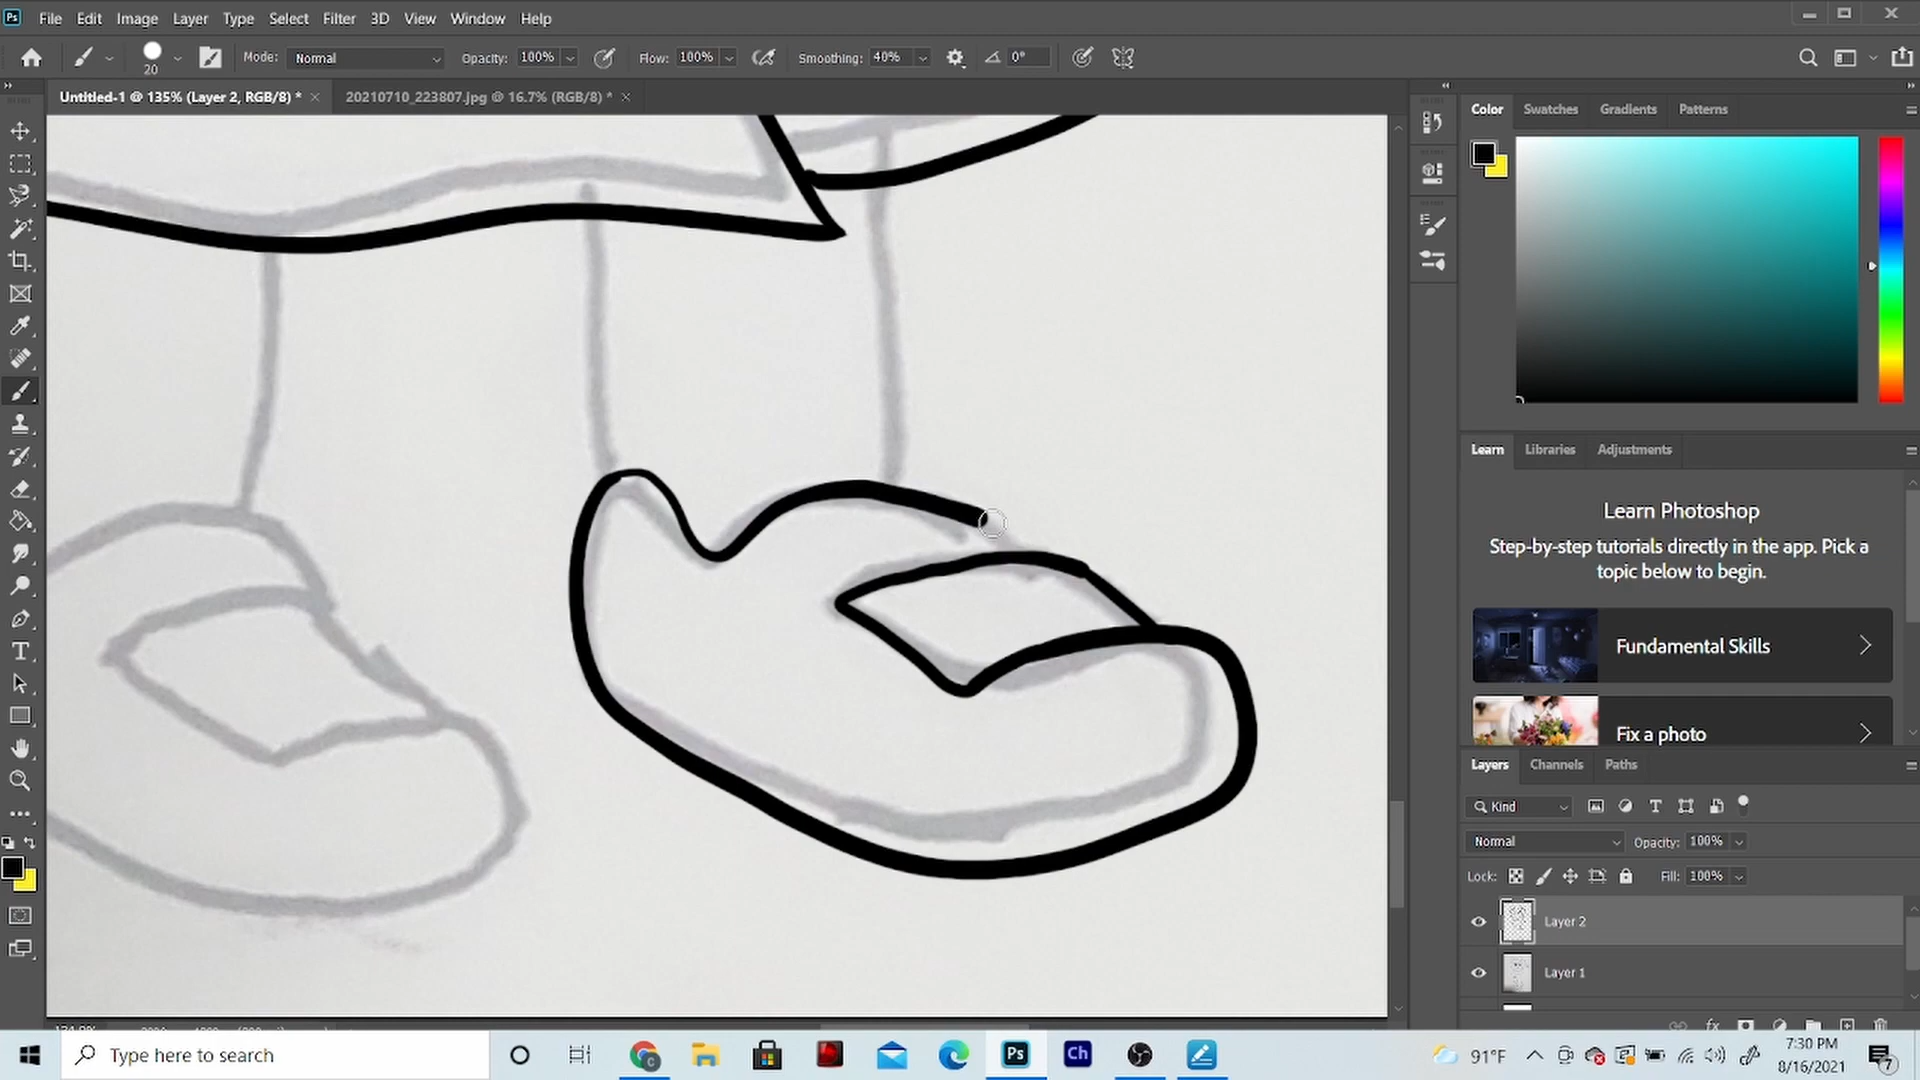 Ps File Edit Image Layer Type Select Filter 3D View Window Help
20 Mode: Normal Opacity: 100% Flow: 100% Smoothing: 40% 0°
Untitled-1 @ 135% (Layer 2, RGB/8) * × 20210710_223807.jpg @ 16.7% (RGB/8) * ×
Color Swatches Gradients Patterns
Learn Libraries Adjustments
Learn Photoshop
Step-by-step tutorials directly in the app. Pick a
topic below to begin.
Fundamental Skills
Fix a photo
Layers Channels Paths
Kind
Normal Opacity: 100%
Lock: Fill: 100%
Layer 2
Layer 1
Type here to search
Ps Ch
91°F
7:30 PM
8/16/2021
7